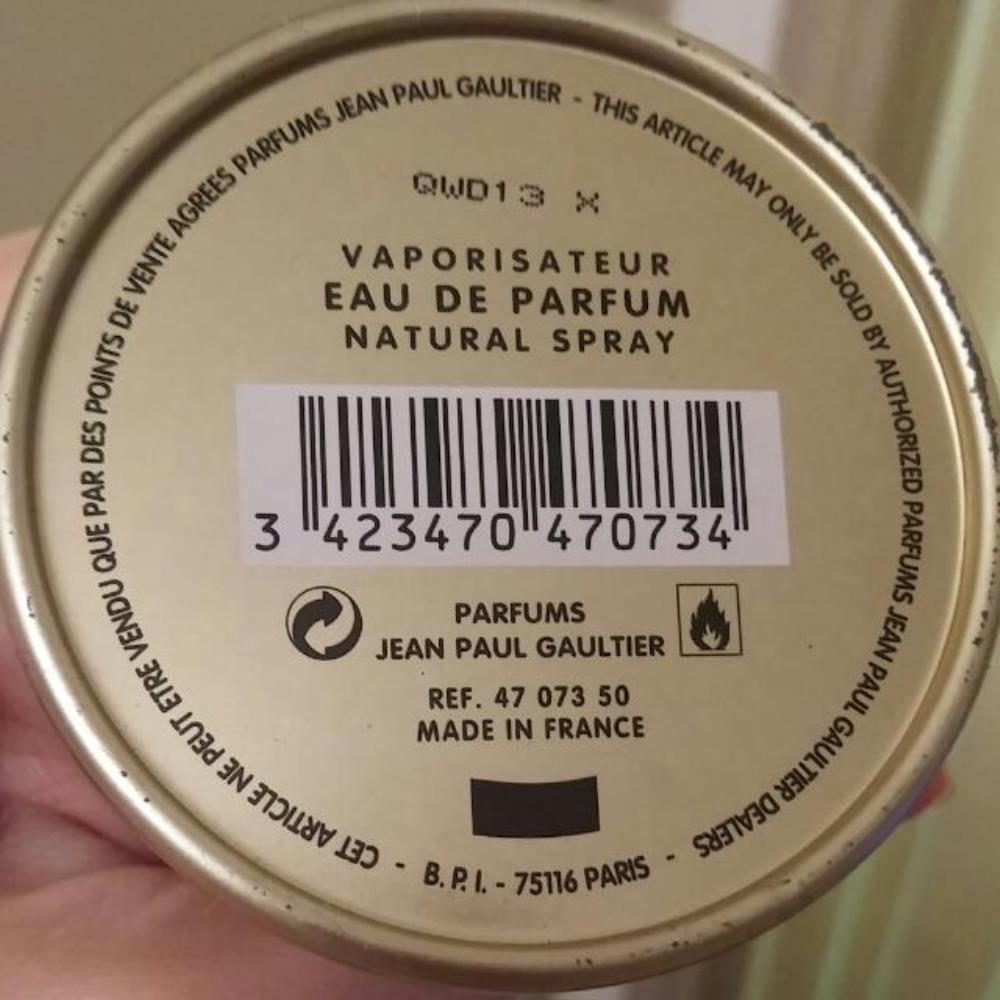 CET ARTICLE NE PEUT ETRE VENDU QUE PAR DES POINTS DE VENTE AGREES PARFUMS JEAN PAUL GAULTIER - THIS ARTICLE MAY ONLY BE SOLD BY AUTHORIZED PARFUMS JEAN PAUL GAULTIER DEALERS -
QWD13 X
VAPORISATEUR
EAU DE PARFUM
NATURAL SPRAY
3 423470 470734
PARFUMS
JEAN PAUL GAULTIER
REF. 47 073 50
MADE IN FRANCE
B.P.I. - 75116 PARIS -